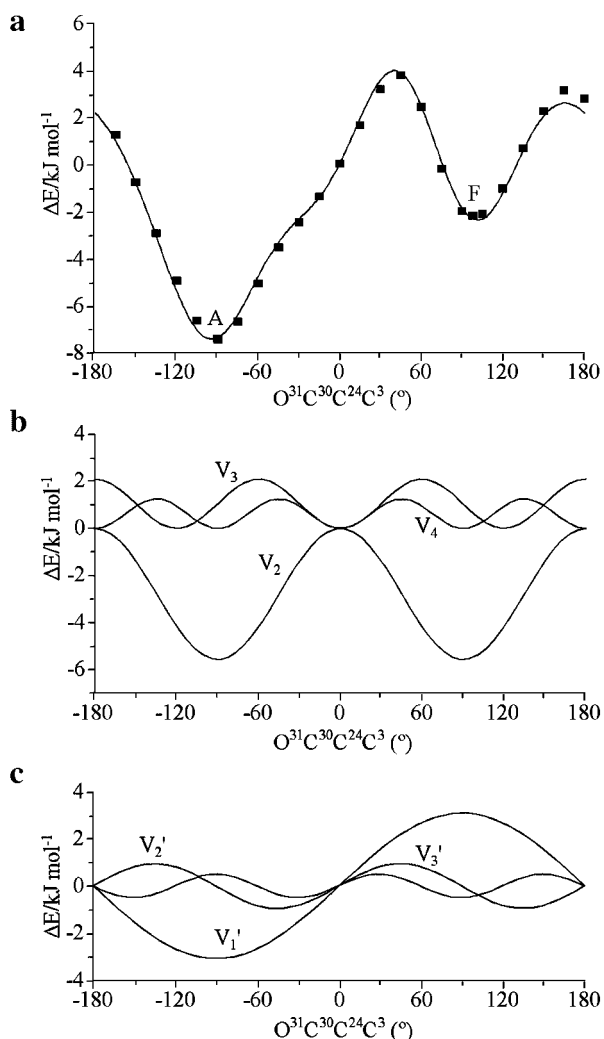 a
6
4
2
0
-2
-4
-6
-8
ΔE/kJ mol⁻¹
A
F
-180 -120 -60 0 60 120 180
O³¹C³⁰C²⁴C³ (°)
b
4
2
0
-2
-4
-6
ΔE/kJ mol⁻¹
V₃
V₄
V₂
-180 -120 -60 0 60 120 180
O³¹C³⁰C²⁴C³ (°)
c
4
2
0
-2
-4
ΔE/kJ mol⁻¹
V₂'
V₃'
V₁'
-180 -120 -60 0 60 120 180
O³¹C³⁰C²⁴C³ (°)